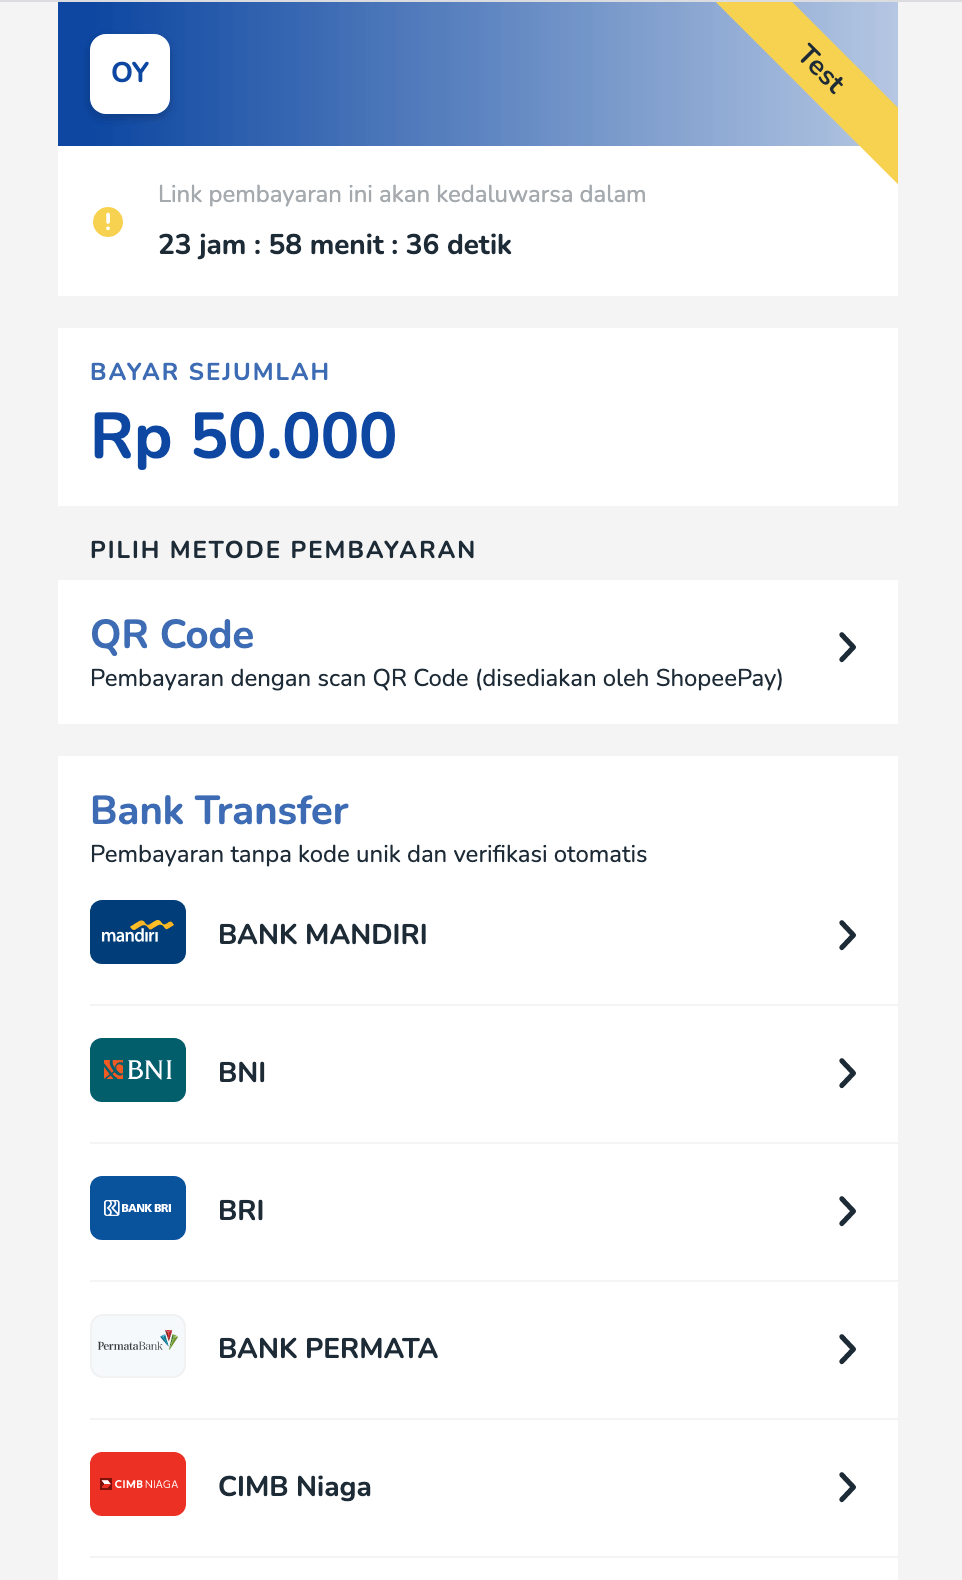 OY
Test
Link pembayaran ini akan kedaluwarsa dalam
23 jam : 58 menit : 36 detik
BAYAR SEJUMLAH
Rp 50.000
PILIH METODE PEMBAYARAN
QR Code
Pembayaran dengan scan QR Code (disediakan oleh ShopeePay)
Bank Transfer
Pembayaran tanpa kode unik dan verifikasi otomatis
mandiri
BANK MANDIRI
BNI
BNI
BANK BRI
BRI
PermataBank
BANK PERMATA
CIMB NIAGA
CIMB Niaga